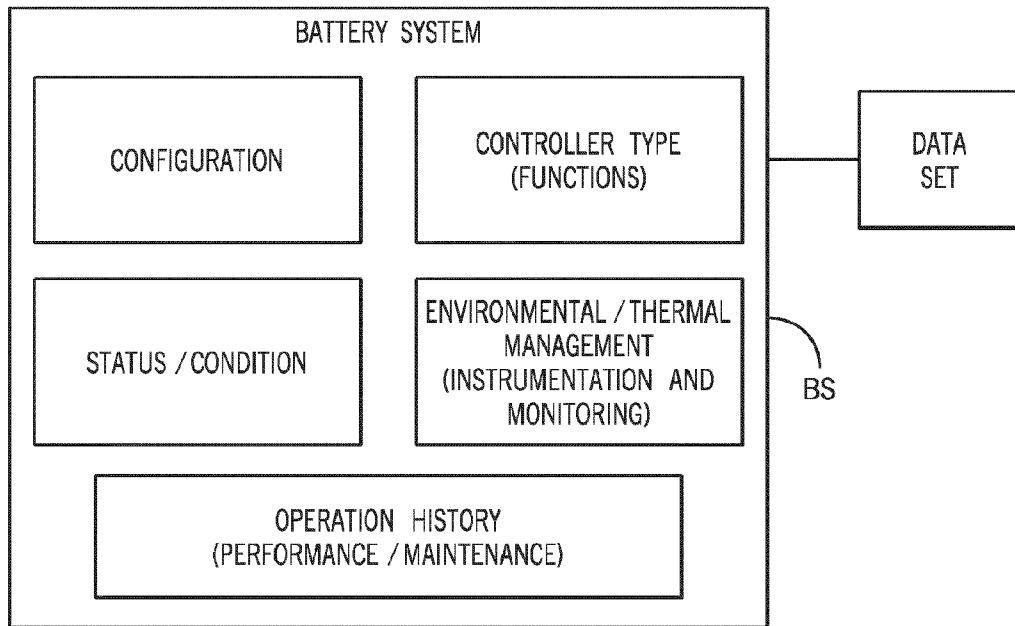 BATTERY SYSTEM
CONFIGURATION
CONTROLLER TYPE
(FUNCTIONS)
DATA
SET
STATUS / CONDITION
ENVIRONMENTAL / THERMAL
MANAGEMENT
(INSTRUMENTATION AND
MONITORING)
BS
OPERATION HISTORY
(PERFORMANCE / MAINTENANCE)